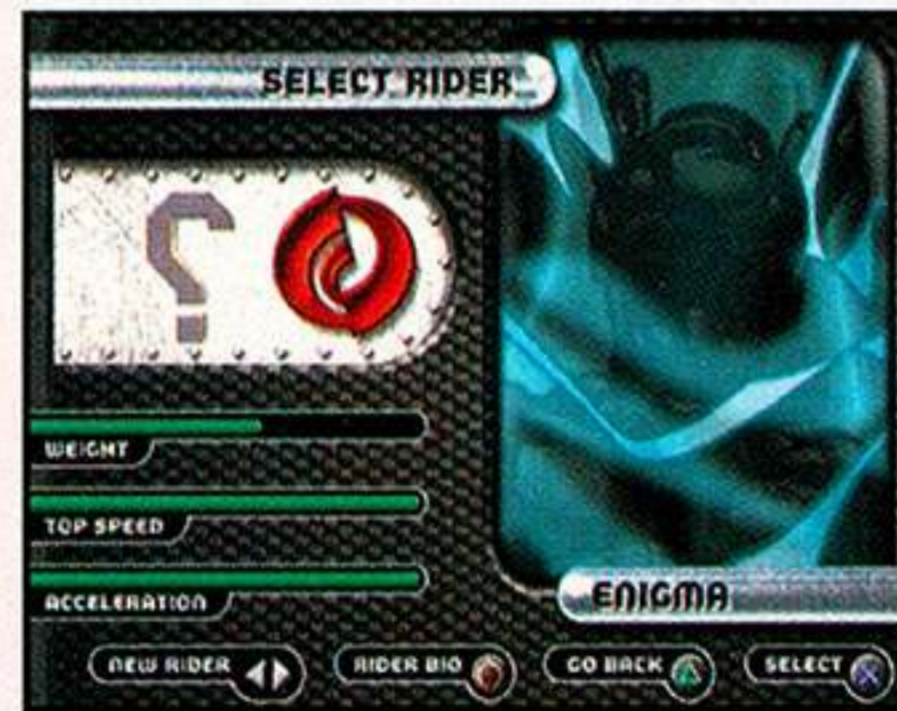 SELECT RIDER
?
WEIGHT
TOP SPEED
ACCELERATION
ENIGMA
NEW RIDER
RIDER BIO
GO BACK
SELECT